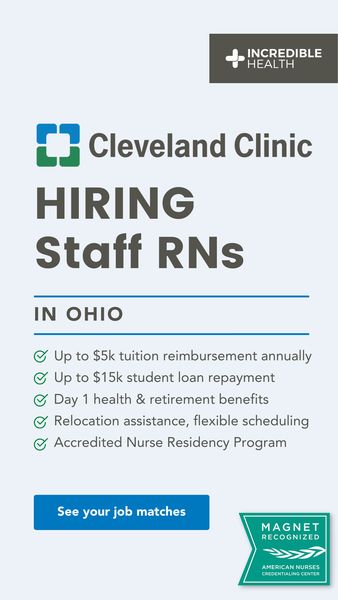 INCREDIBLE
HEALTH
Cleveland Clinic
HIRING
Staff RNs
IN OHIO
Up to $5k tuition reimbursement annually
Up to $15k student loan repayment
Day 1 health & retirement benefits
Relocation assistance, flexible scheduling
Accredited Nurse Residency Program
See your job matches
MAGNET
RECOGNIZED
AMERICAN NURSES
CREDENTIALING CENTER